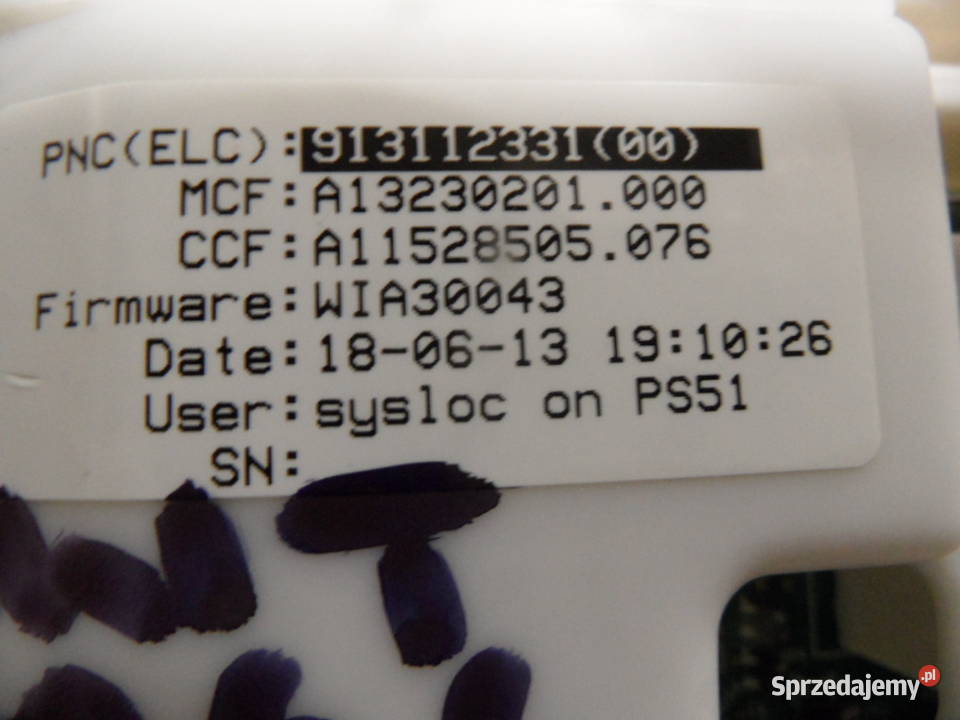 PNC(ELC):913112331(00)
MCF:A13230201.000
CCF:A11528505.076
Firmware:WIA30043
Date:18-06-13 19:10:26
User:sysloc on PS51
SN:
Sprzedajemy.pl